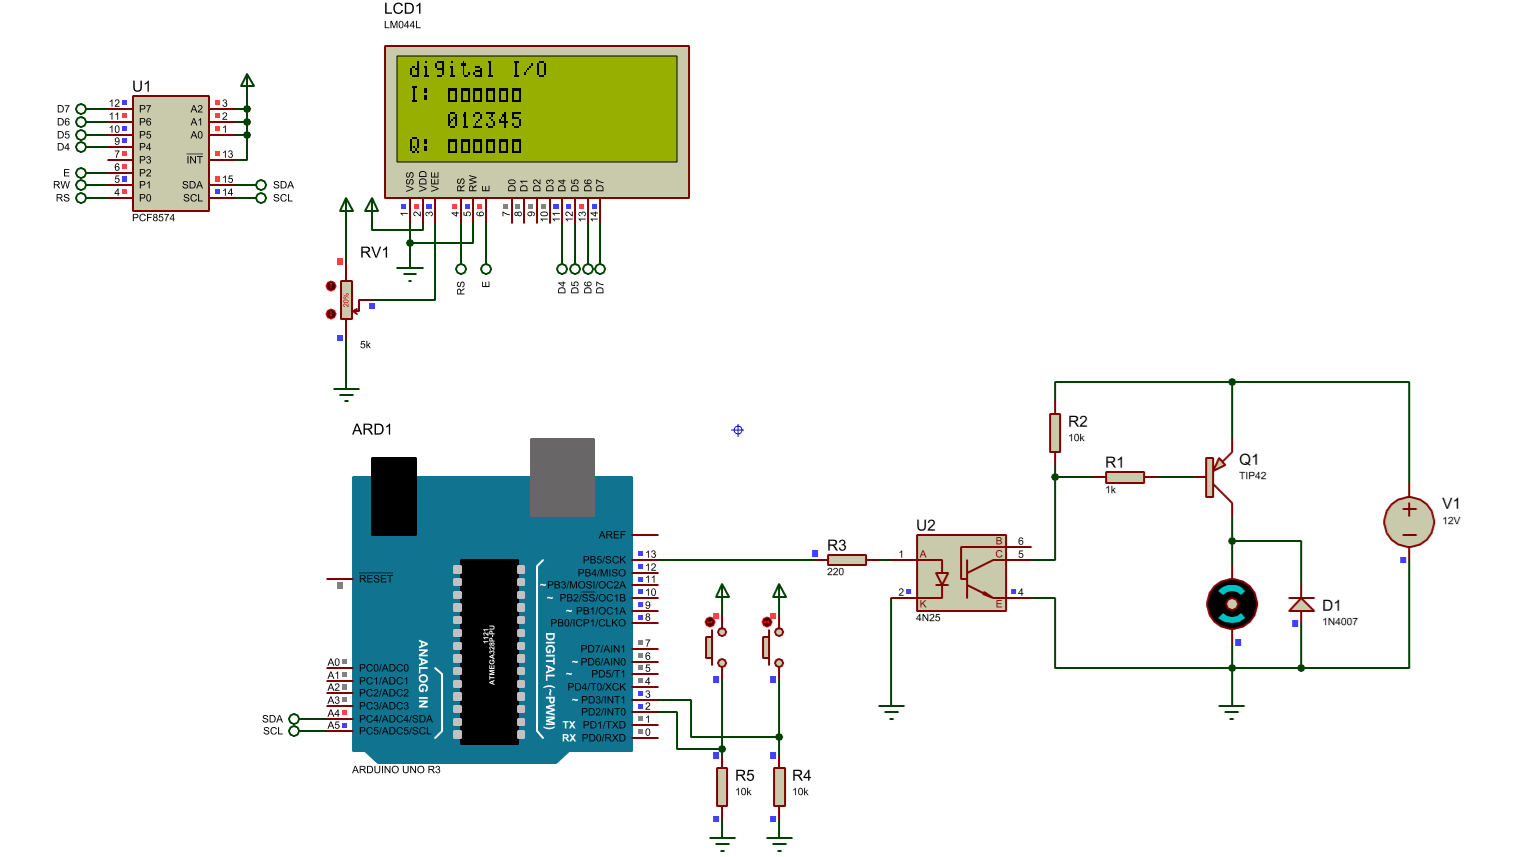 LCD1
LM044L
digital I/O
I: 000000
012345
Q: 000000
VSS VDD VEE RS RW E D0 D1 D2 D3 D4 D5 D6 D7
1 2 3 4 5 6 7 8 9 10 11 12 13 14
RS E D4 D5 D6 D7
U1
D7 12 P7 A2 3
D6 11 P6 A1 2
D5 10 P5 A0 1
D4 9 P4
7 P3 INT 13
E 6 P2
RW 5 P1 SDA 15 SDA
RS 4 P0 SCL 14 SCL
PCF8574
RV1
20%
5k
ARD1
AREF
RESET
PB5/SCK 13
PB4/MISO 12
~PB3/MOSI/OC2A 11
~ PB2/SS/OC1B 10
~ PB1/OC1A 9
PB0/ICP1/CLKO 8
PD7/AIN1 7
~ PD6/AIN0 6
~ PD5/T1 5
PD4/T0/XCK 4
~ PD3/INT1 3
PD2/INT0 2
TX PD1/TXD 1
RX PD0/RXD 0
A0 PC0/ADC0
A1 PC1/ADC1
A2 PC2/ADC2
A3 PC3/ADC3
SDA A4 PC4/ADC4/SDA
SCL A5 PC5/ADC5/SCL
ANALOG IN
1121
ATMEGA328P-PU
DIGITAL (~PWM)
ARDUINO UNO R3
R5
10k
R4
10k
R3
220
U2
1 A
2 K
B 6
C 5
E 4
4N25
R2
10k
R1
1k
Q1
TIP42
D1
1N4007
V1
12V